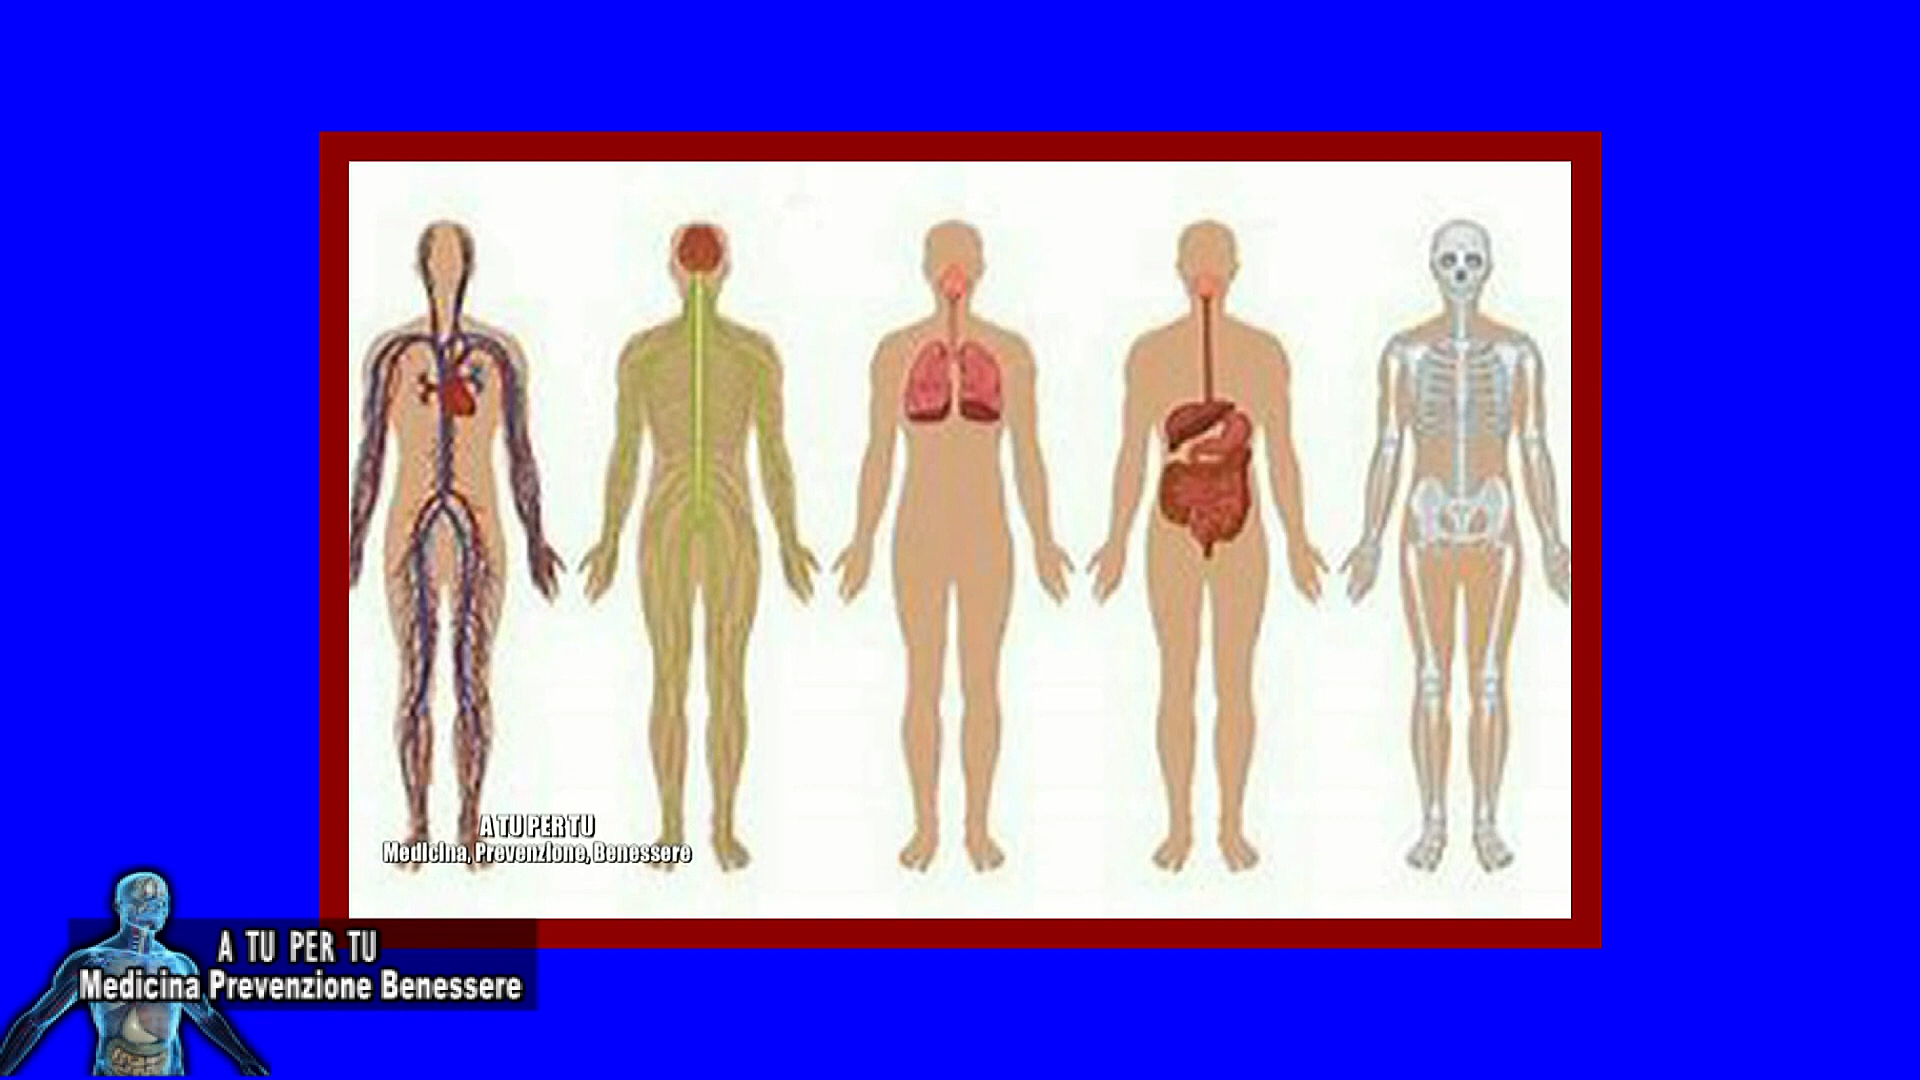 A TU PER TU
Medicina, Prevenzione, Benessere
A TU PER TU
Medicina Prevenzione Benessere